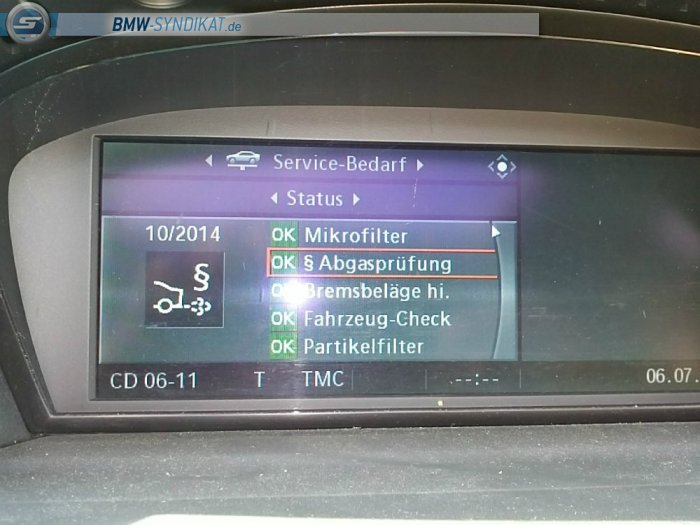 BMW-SYNDIKAT.de
Service-Bedarf
Status
10/2014
OK Mikrofilter
OK § Abgasprüfung
OK Bremsbeläge hi.
OK Fahrzeug-Check
OK Partikelfilter
§
CD 06-11 T TMC --:-- 06.07.